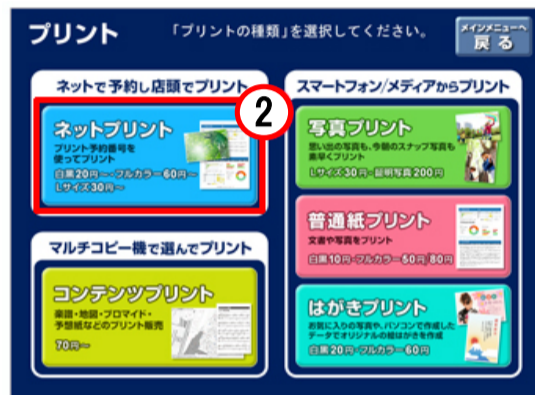 プリント
「プリントの種類」を選択してください。
メインメニューへ
戻る
ネットで予約し店頭でプリント
2
ネットプリント
プリント予約番号を
使ってプリント
白黒20円～・フルカラー60円～
Lサイズ30円～
マルチコピー機で選んでプリント
コンテンツプリント
楽譜・地図・ブロマイド・
予想紙などのプリント販売
70円～
スマートフォン/メディアからプリント
写真プリント
思い出の写真も、今朝のスナップ写真も
素早くプリント
Lサイズ30円・証明写真200円
普通紙プリント
文書や写真をプリント
白黒10円・フルカラー50円/80円
はがきプリント
お気に入りの写真や、パソコンで作成した
データでオリジナルの絵はがきを作成
白黒20円・フルカラー60円